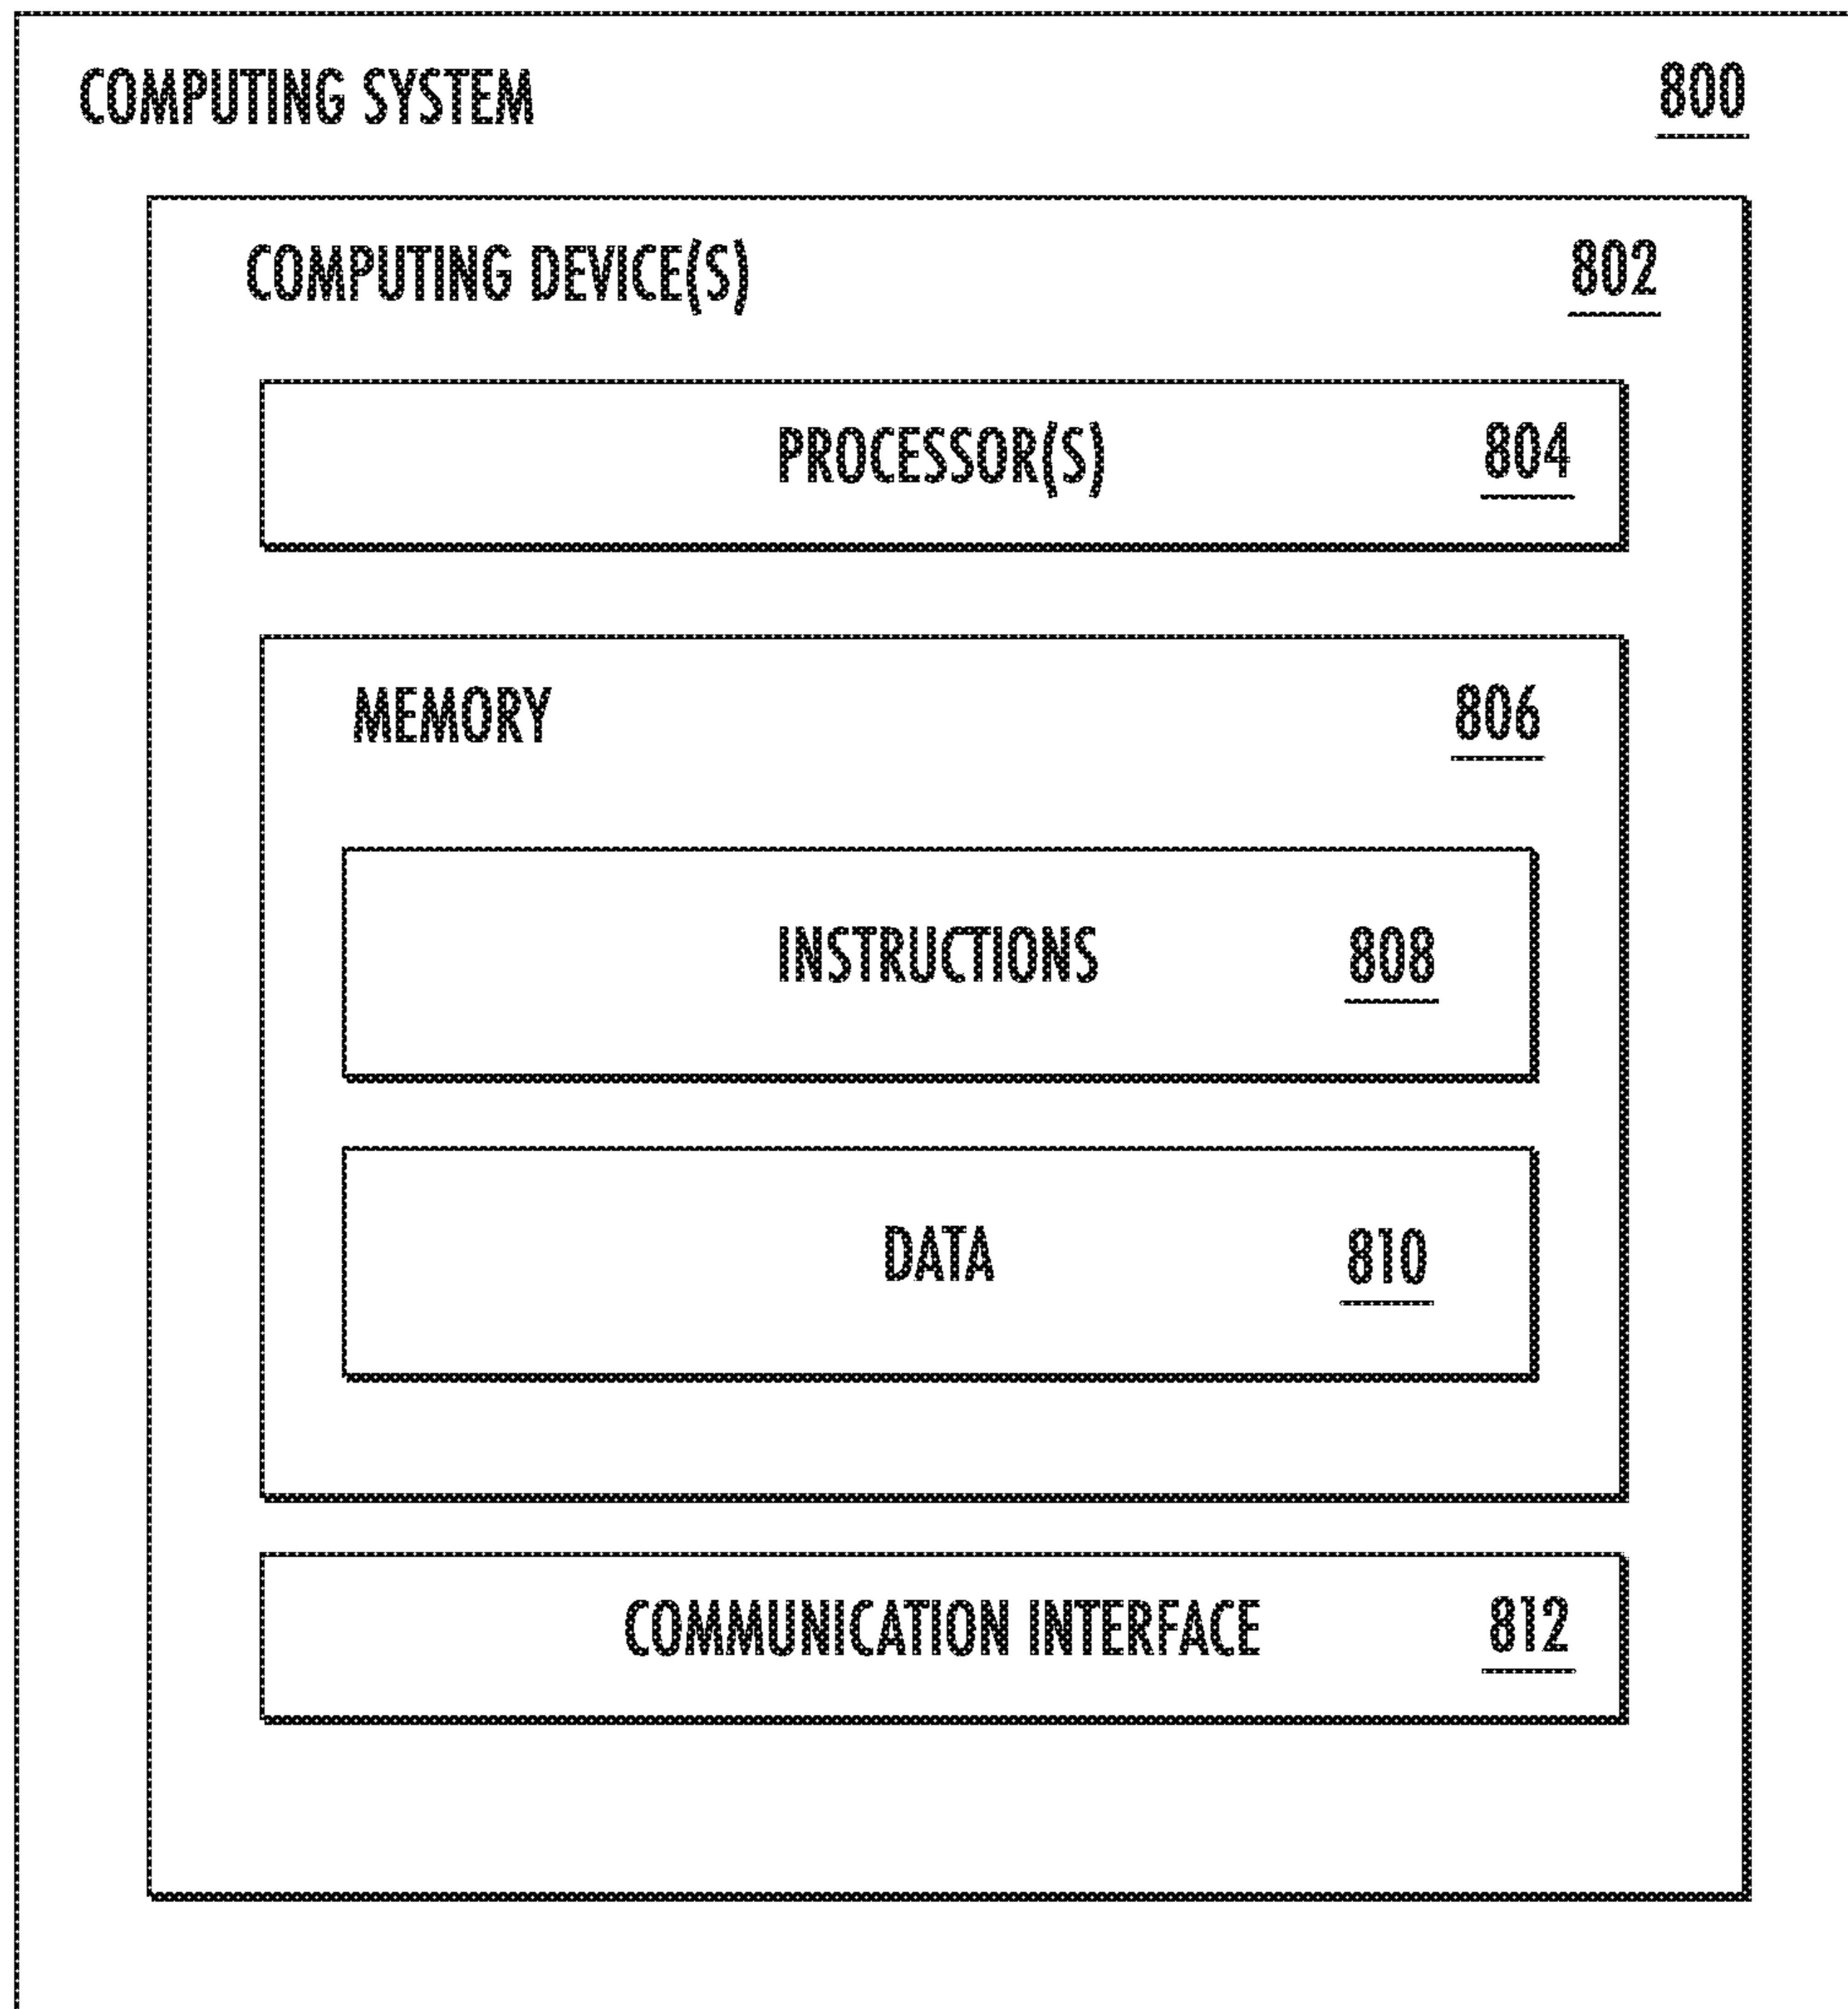 COMPUTING SYSTEM 800
COMPUTING DEVICE(S) 802
PROCESSOR(S) 804
MEMORY 806
INSTRUCTIONS 808
DATA 810
COMMUNICATION INTERFACE 812